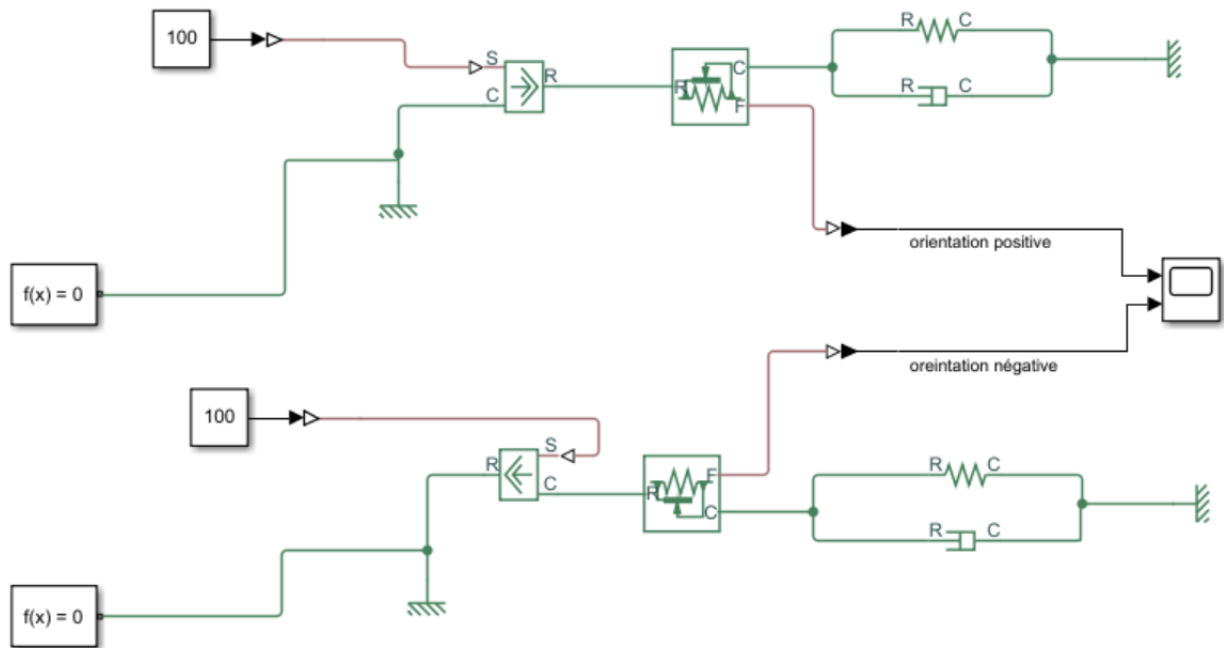 100
S
C
R
R
C
F
R
C
R
C
orientation positive
f(x) = 0
oreintation négative
100
S
R
C
R
F
C
R
C
R
C
f(x) = 0